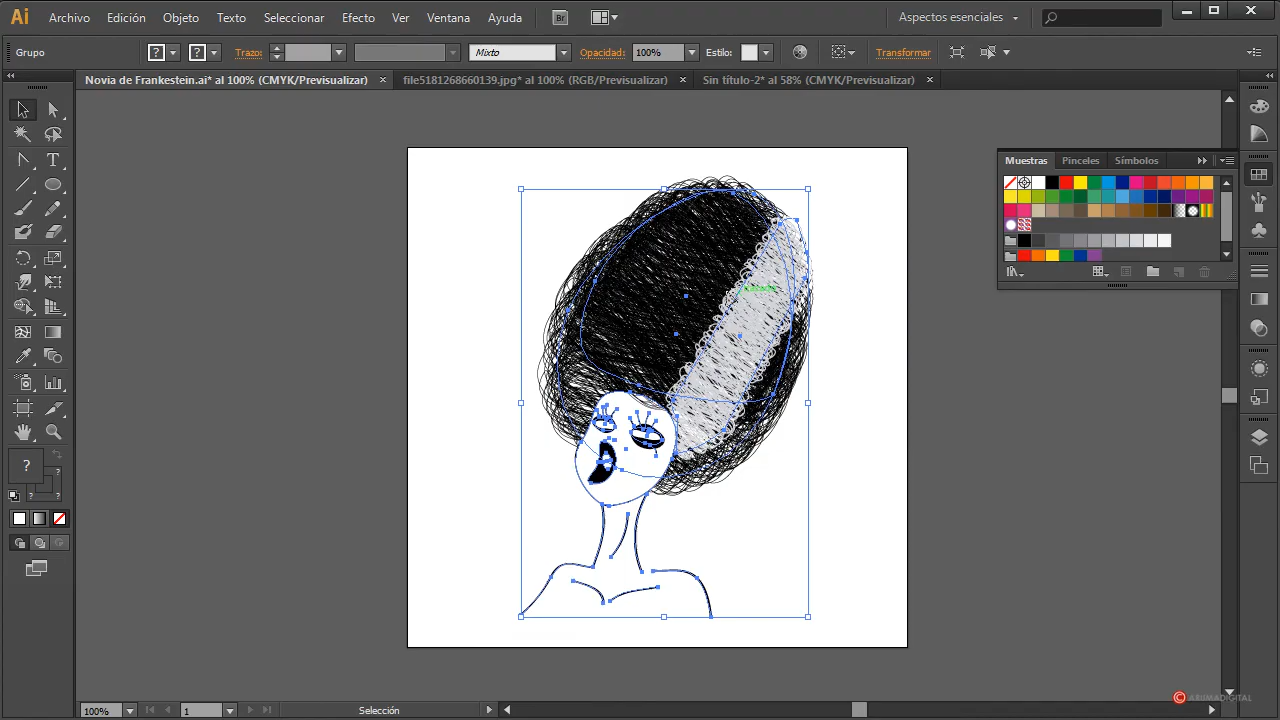 Ai Archivo Edición Objeto Texto Seleccionar Efecto Ver Ventana Ayuda Br Aspectos esenciales
Grupo ? ? Trazo: Mixto Opacidad: 100% Estilo: Transformar
Novia de Frankestein.ai* al 100% (CMYK/Previsualizar) × file5181268660139.jpg* al 100% (RGB/Previsualizar) × Sin título-2* al 58% (CMYK/Previsualizar) ×
Muestras Pinceles Símbolos
T
?
?
? ?
100% 1 Selección
© ARUMADIGITAL